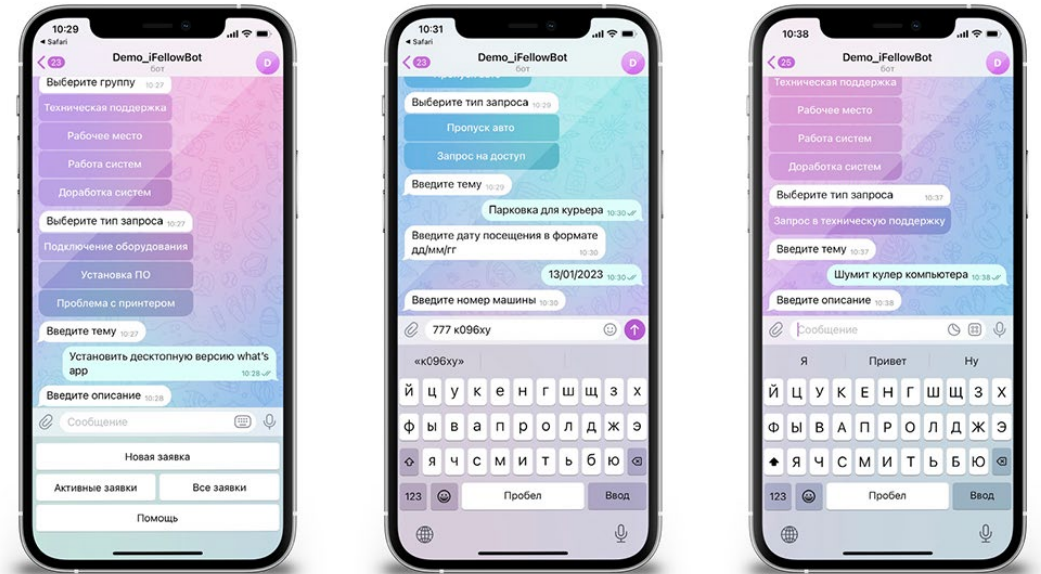 10:29
Safari
23
Demo_iFellowBot
бот
D
Выберите группу 10:27
Техническая поддержка
Рабочее место
Работа систем
Доработка систем
Выберите тип запроса 10:27
Подключение оборудования
Установка ПО
Проблема с принтером
Введите тему 10:27
Установить десктопную версию what's
app
10:28
Введите описание 10:28
Сообщение
Новая заявка
Активные заявки Все заявки
Помощь
10:31
Safari
23
Demo_iFellowBot
бот
D
Выберите тип запроса 10:29
Пропуск авто
Запрос на доступ
Введите тему 10:29
Парковка для курьера 10:30
Введите дату посещения в формате
дд/мм/гг
10:30
13/01/2023 10:30
Введите номер машины 10:30
777 к096ху
«к096ху»
й ц у к е н г ш щ з х
ф ы в а п р о л д ж э
я ч с м и т ь б ю
123 Пробел Ввод
10:38
25
Demo_iFellowBot
бот
D
Техническая поддержка
Рабочее место
Работа систем
Доработка систем
Выберите тип запроса 10:37
Запрос в техническую поддержку
Введите тему 10:37
Шумит кулер компьютера 10:38
Введите описание 10:38
Сообщение
Я Привет Ну
Й Ц У К Е Н Г Ш Щ З Х
Ф Ы В А П Р О Л Д Ж Э
Я Ч С М И Т Ь Б Ю
123 Пробел Ввод